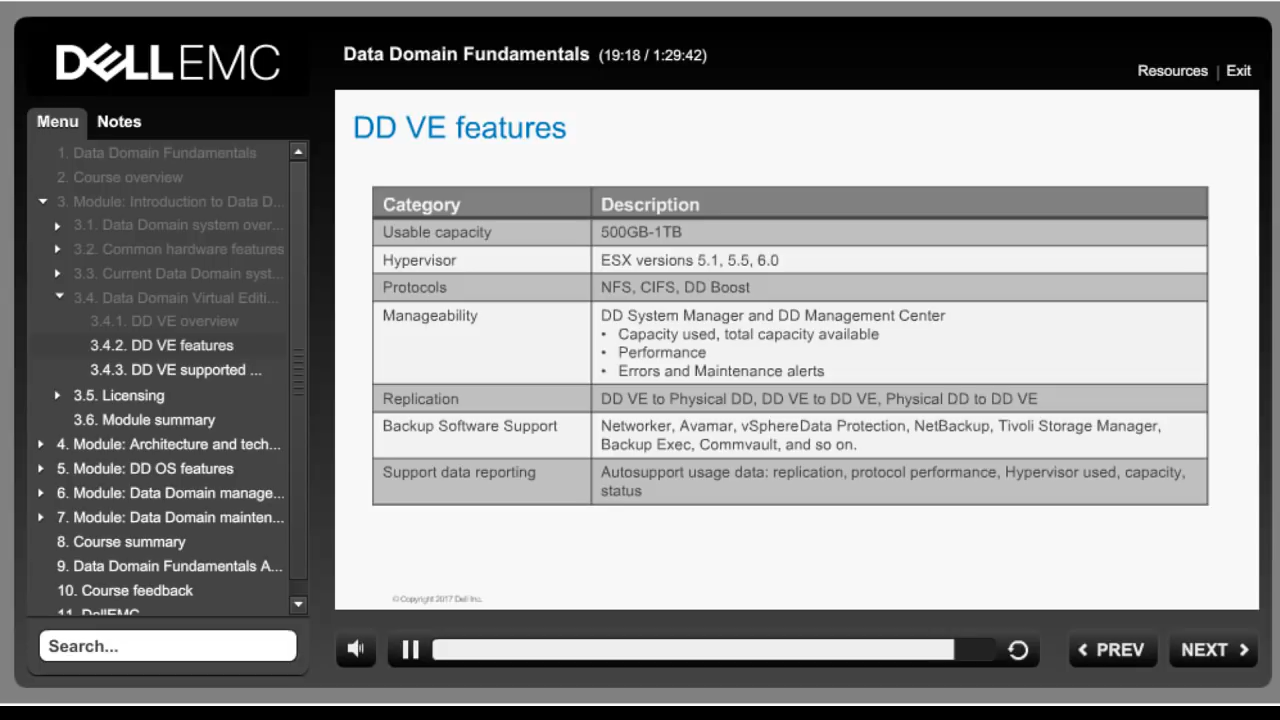 DELLEMC
Data Domain Fundamentals (19:18 / 1:29:42)
Resources | Exit
Menu Notes
1. Data Domain Fundamentals
2. Course overview
3. Module: Introduction to Data D...
3.1. Data Domain system over...
3.2. Common hardware features
3.3. Current Data Domain syst...
3.4. Data Domain Virtual Editi...
3.4.1. DD VE overview
3.4.2. DD VE features
3.4.3. DD VE supported ...
3.5. Licensing
3.6. Module summary
4. Module: Architecture and tech...
5. Module: DD OS features
6. Module: Data Domain manage...
7. Module: Data Domain mainten...
8. Course summary
9. Data Domain Fundamentals A...
10. Course feedback
11. DellEMC
Search...
DD VE features
Category Description
Usable capacity 500GB-1TB
Hypervisor ESX versions 5.1, 5.5, 6.0
Protocols NFS, CIFS, DD Boost
Manageability DD System Manager and DD Management Center
• Capacity used, total capacity available
• Performance
• Errors and Maintenance alerts
Replication DD VE to Physical DD, DD VE to DD VE, Physical DD to DD VE
Backup Software Support Networker, Avamar, vSphereData Protection, NetBackup, Tivoli Storage Manager,
Backup Exec, Commvault, and so on.
Support data reporting Autosupport usage data: replication, protocol performance, Hypervisor used, capacity,
status
© Copyright 2017 Dell Inc.
PREV NEXT